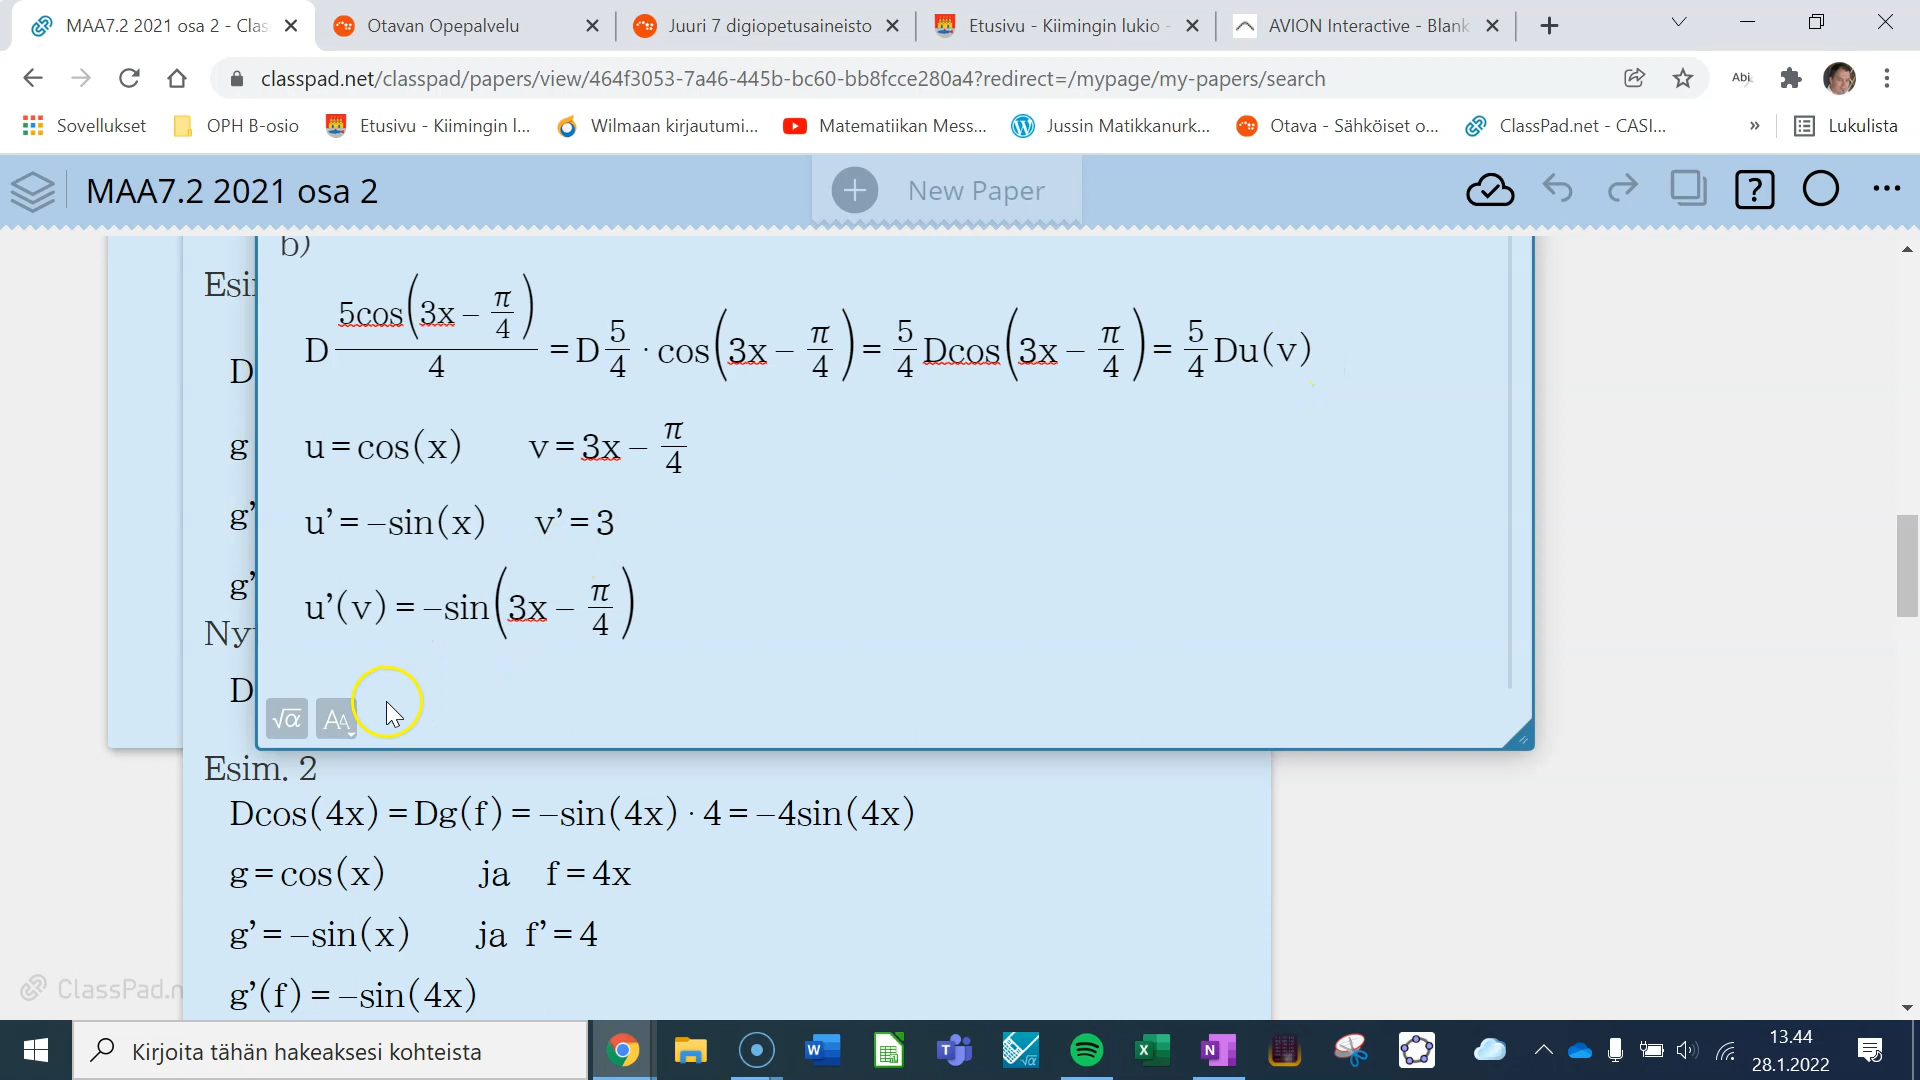 MAA7.2 2021 osa 2 - Clas
Otavan Opepalvelu
Juuri 7 digiopetusaineisto
Etusivu - Kiimingin lukio -
AVION Interactive - Blank
classpad.net/classpad/papers/view/464f3053-7a46-445b-bc60-bb8fcce280a4?redirect=/mypage/my-papers/search
Abi
Sovellukset
OPH B-osio
Etusivu - Kiimingin l...
Wilmaan kirjautumi...
Matematiikan Mess...
Jussin Matikkanurk...
Otava - Sähköiset o...
ClassPad.net - CASI...
»
Lukulista
MAA7.2 2021 osa 2
New Paper
b)
D 5cos(3x − π/4)/4 = D 5/4 · cos(3x − π/4) = 5/4 Dcos(3x − π/4) = 5/4 Du(v)
u = cos(x) v = 3x − π/4
u’ = −sin(x) v’ = 3
u’(v) = −sin(3x − π/4)
√α AA
Esi
D
g
g’
g’
Ny
D
Esim. 2
Dcos(4x) = Dg(f) = −sin(4x) · 4 = −4sin(4x)
g = cos(x) ja f = 4x
g’ = −sin(x) ja f’ = 4
g’(f) = −sin(4x)
ClassPad.n
Kirjoita tähän hakeaksesi kohteista
13.44
28.1.2022